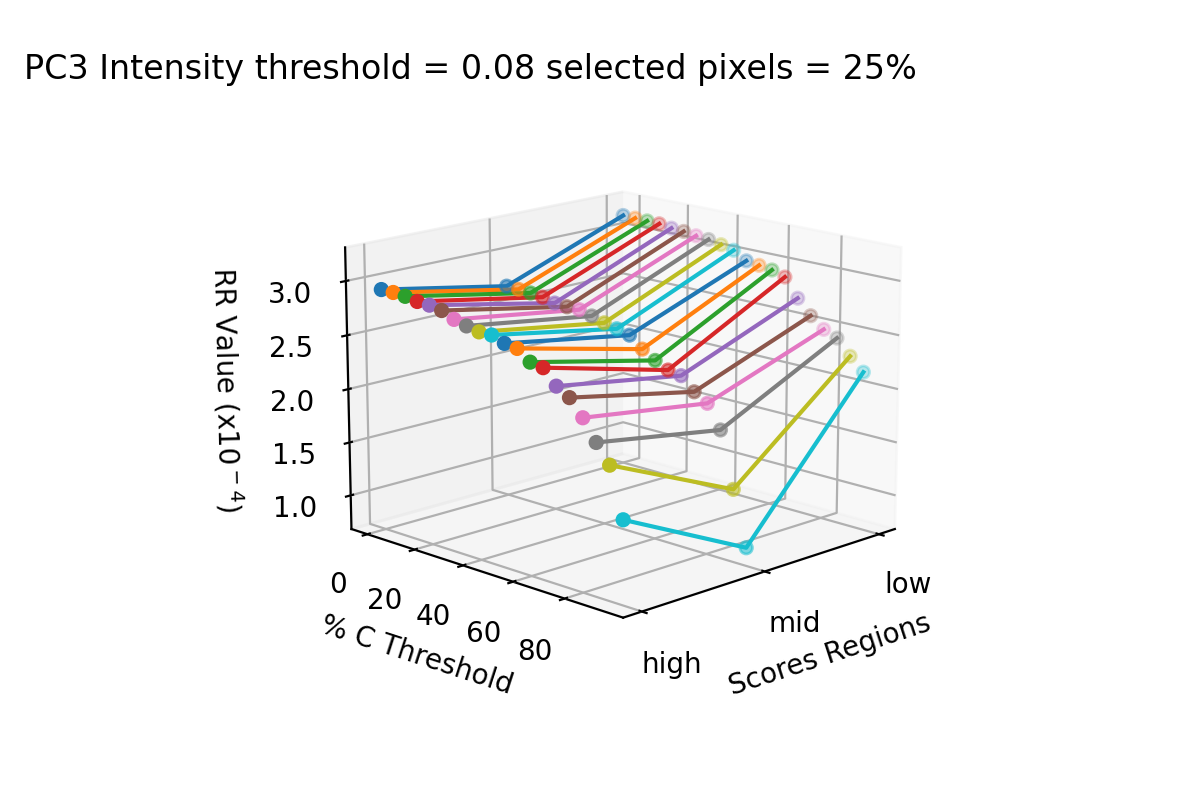 PC3 Intensity threshold = 0.08 selected pixels = 25%
3.0
2.5
2.0
1.5
1.0
RR Value (x10⁻⁴)
0
20
40
60
80
% C Threshold
high
mid
low
Scores Regions